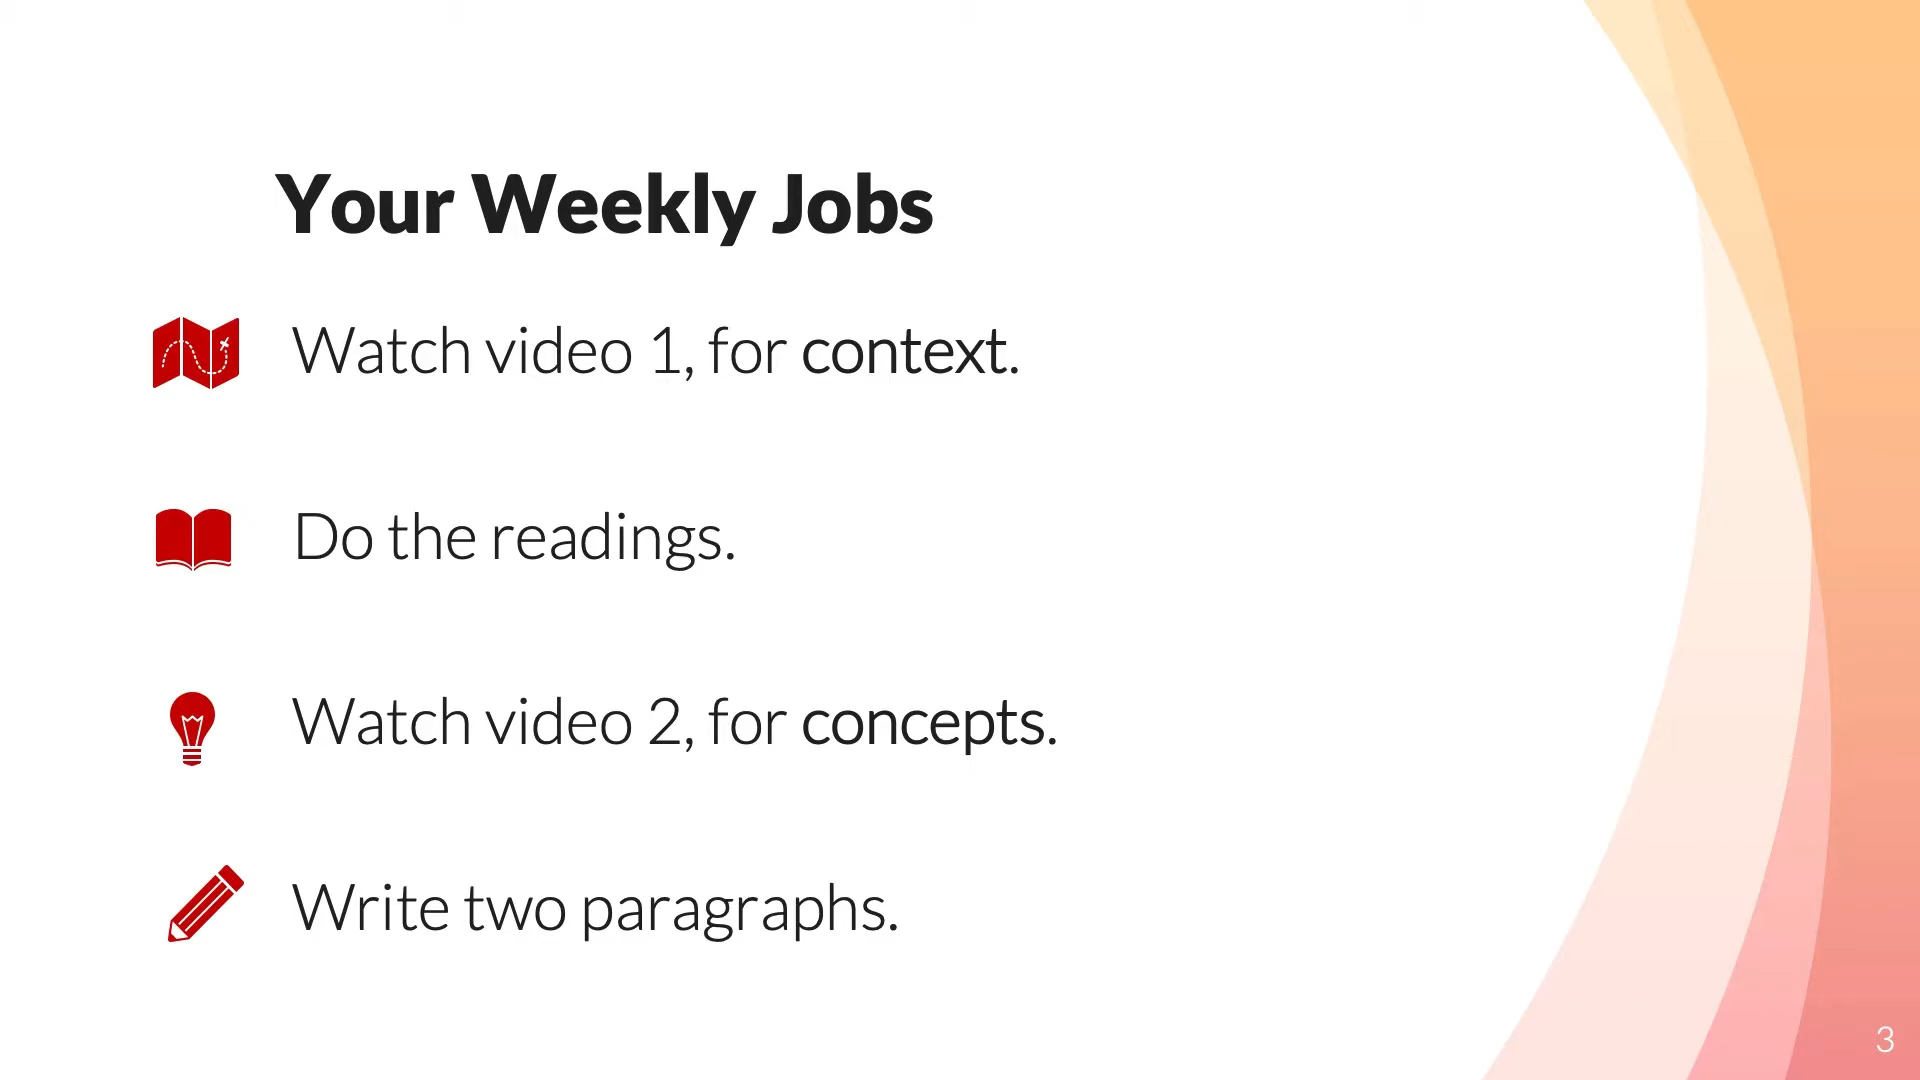 Your Weekly Jobs
Watch video 1, for context.
Do the readings.
Watch video 2, for concepts.
Write two paragraphs.
3